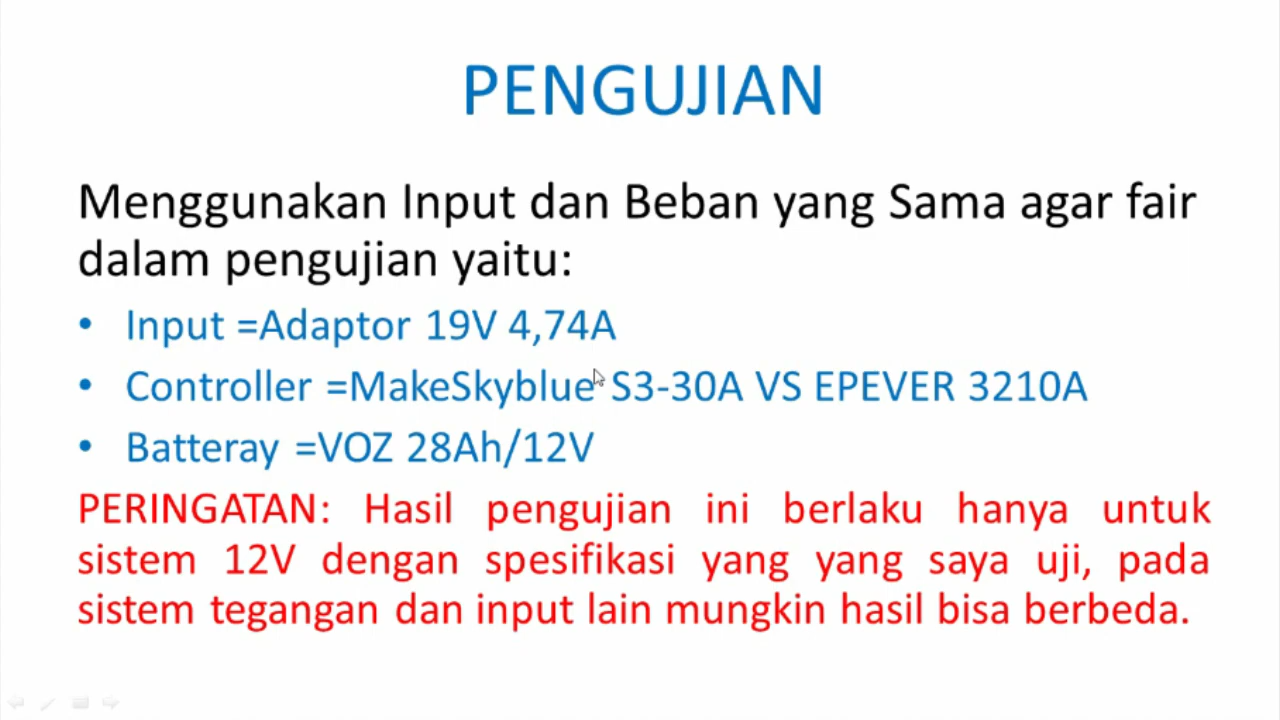 PENGUJIAN
Menggunakan Input dan Beban yang Sama agar fair
dalam pengujian yaitu:
• Input =Adaptor 19V 4,74A
• Controller =MakeSkyblue S3-30A VS EPEVER 3210A
• Batteray =VOZ 28Ah/12V
PERINGATAN: Hasil pengujian ini berlaku hanya untuk
sistem 12V dengan spesifikasi yang yang saya uji, pada
sistem tegangan dan input lain mungkin hasil bisa berbeda.